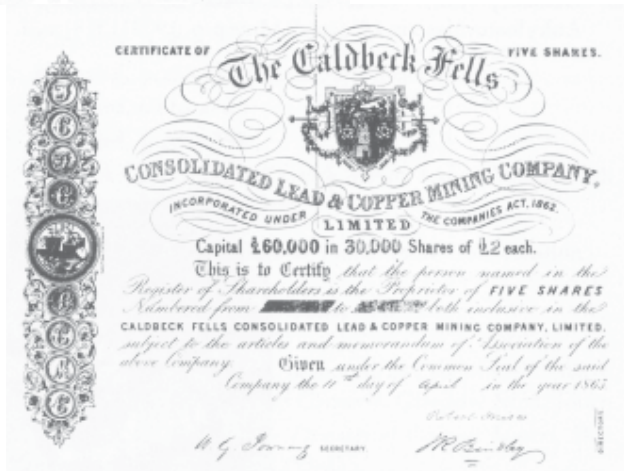 CERTIFICATE OF
FIVE SHARES.
The Caldbeck Fells
CONSOLIDATED LEAD & COPPER MINING COMPANY,
INCORPORATED UNDER
THE COMPANIES ACT, 1862.
LIMITED
Capital £60,000 in 30,000 Shares of £2 each.
This is to Certify that the person named in the
Register of Shareholders is the Proprietor of FIVE SHARES
Numbered from to both inclusive in the
CALDBECK FELLS CONSOLIDATED LEAD & COPPER MINING COMPANY, LIMITED,
subject to the articles and memorandum of Association of the
above Company. Given under the Common Seal of the said
Company the 11th day of April in the year 1865
W. G. SECRETARY.
DIRECTORS